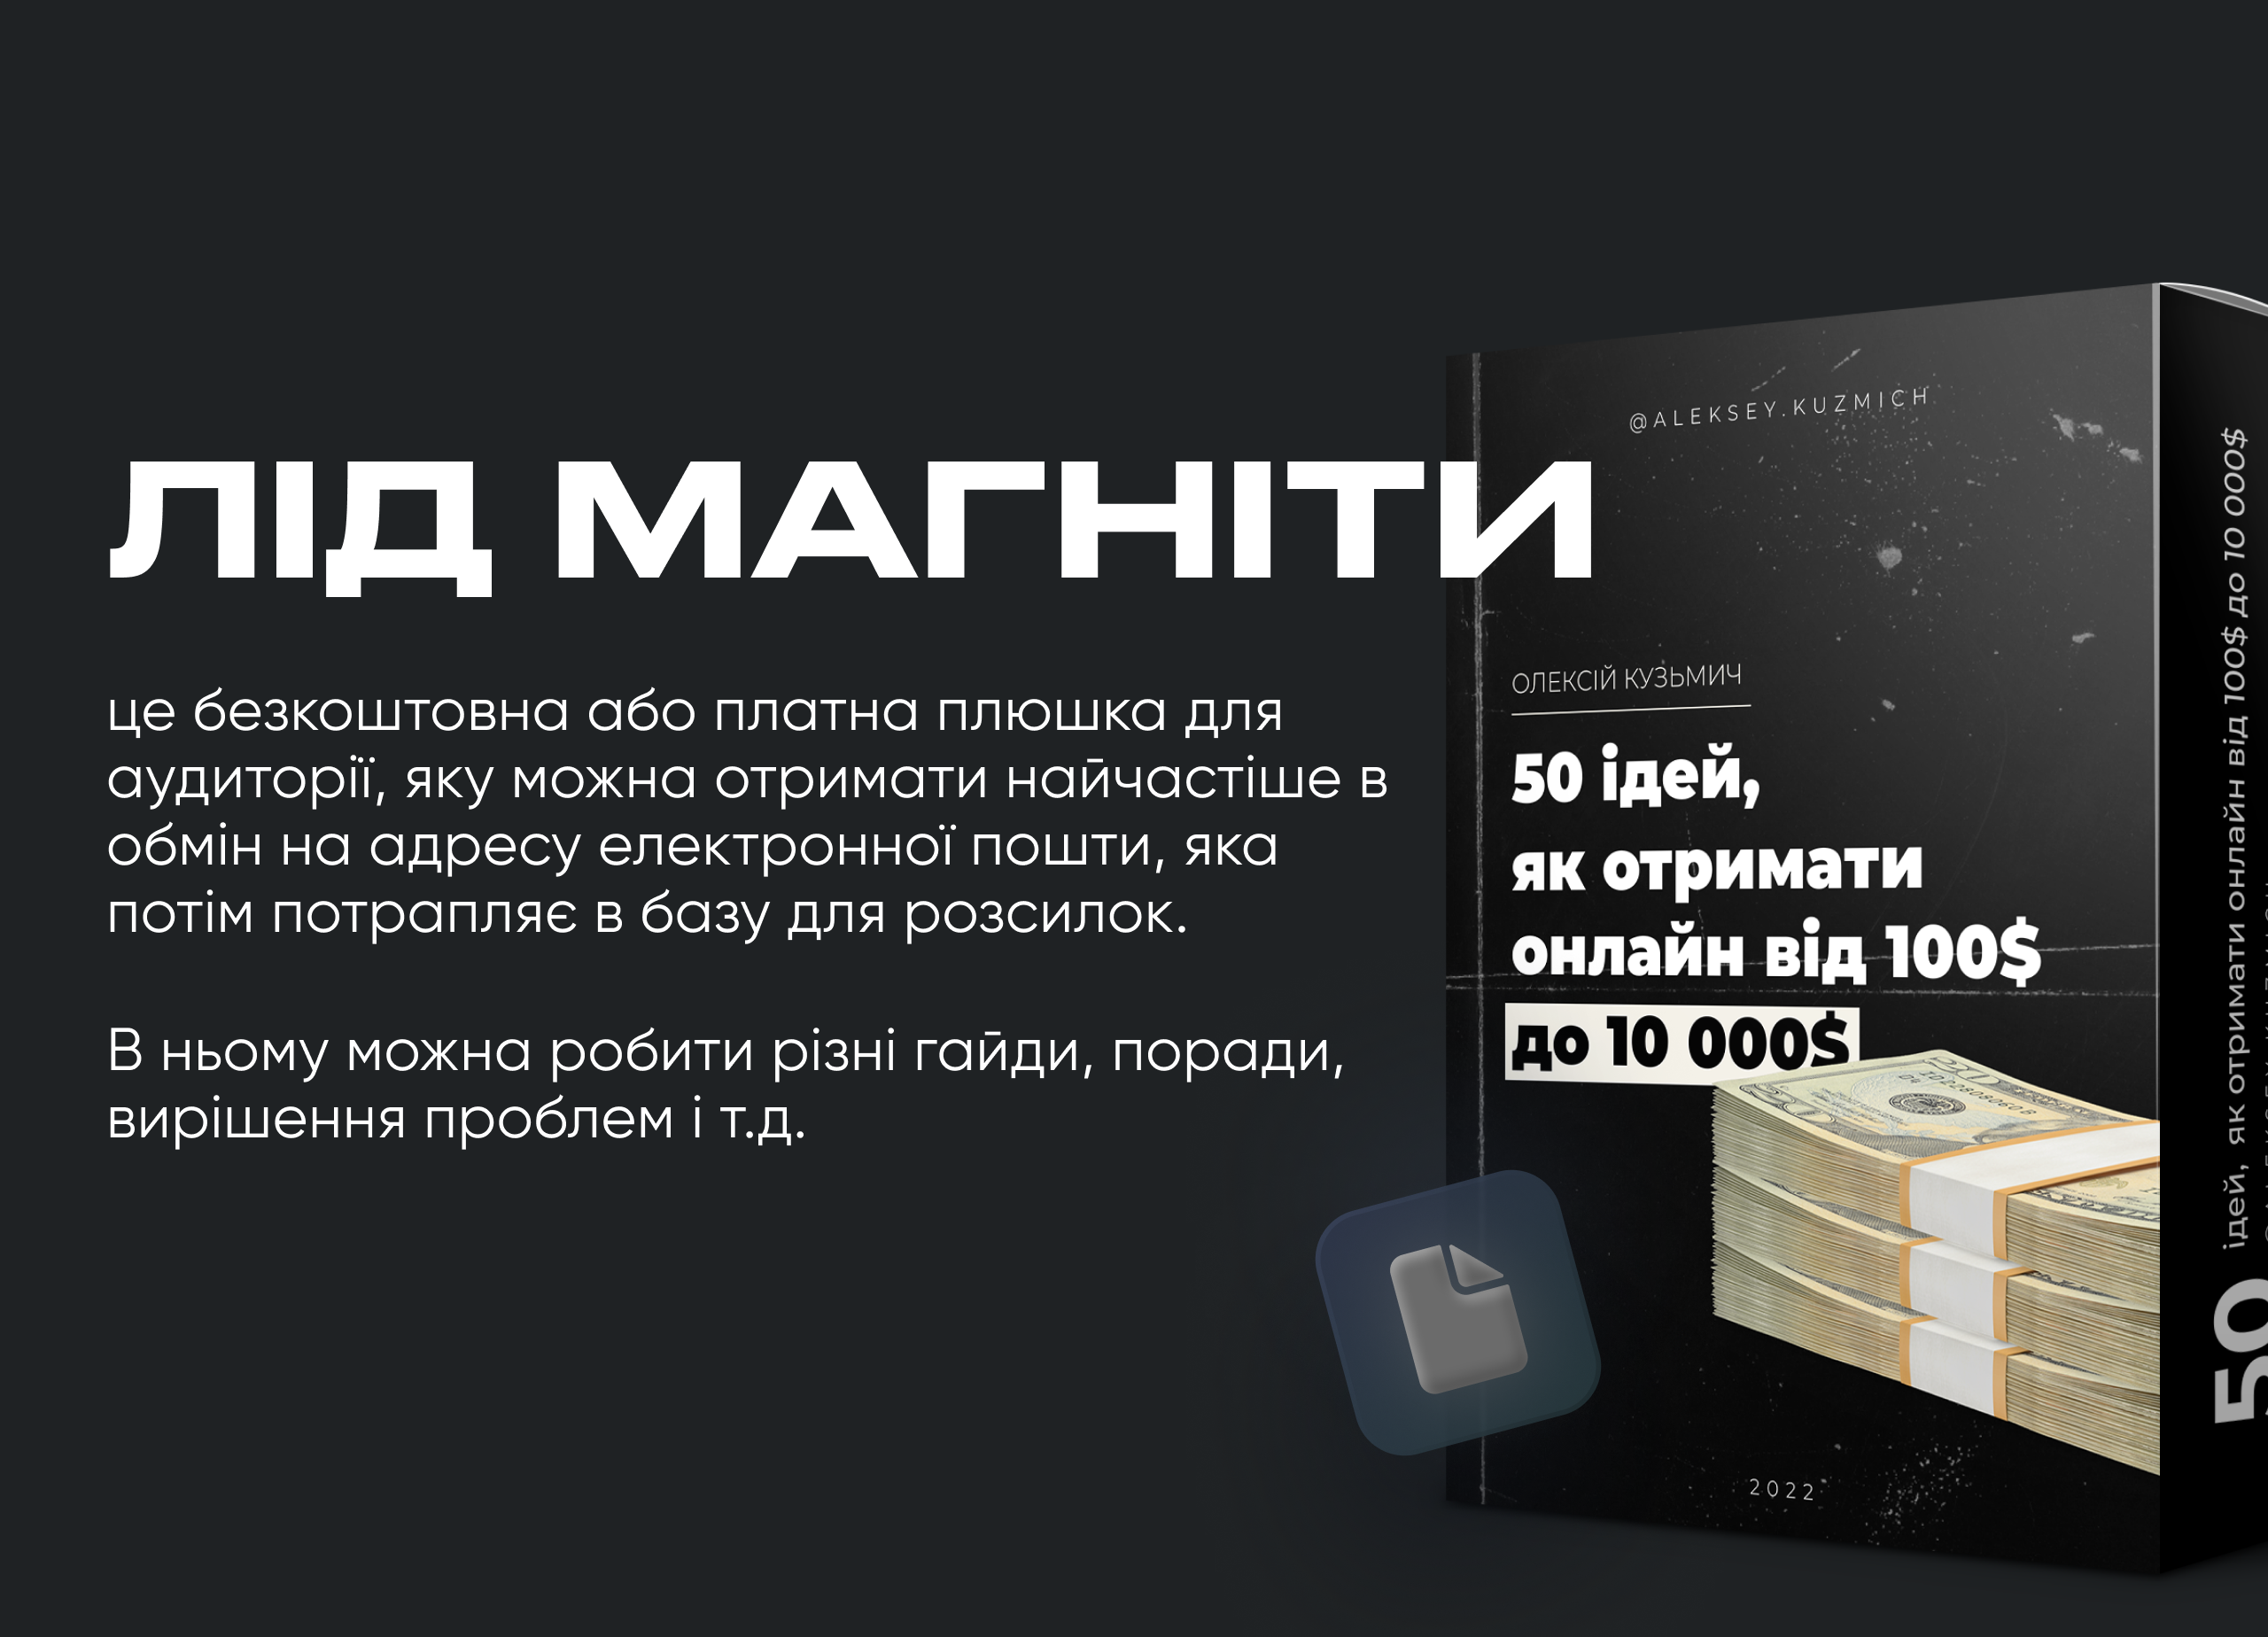 ЛІД МАГНІТИ
це безкоштовна або платна плюшка для
аудиторії, яку можна отримати найчастіше в
обмін на адресу електронної пошти, яка
потім потрапляє в базу для розсилок.
В ньому можна робити різні гайди, поради,
вирішення проблем і т.д.
@ALEKSEY.KUZMICH
ОЛЕКСІЙ КУЗЬМИЧ
50 ідей,
як отримати
онлайн від 100$
до 10 000$
2022
50 ідей, як отримати онлайн від 100$ до 10 000$